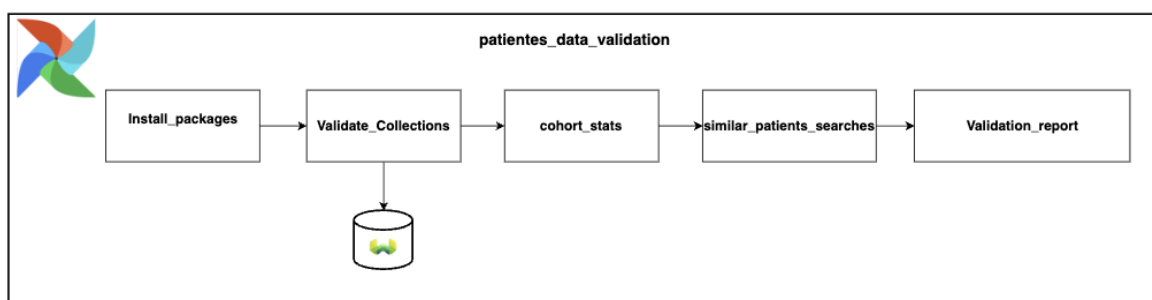 patientes_data_validation
Install_packages
Validate_Collections
cohort_stats
similar_patients_searches
Validation_report